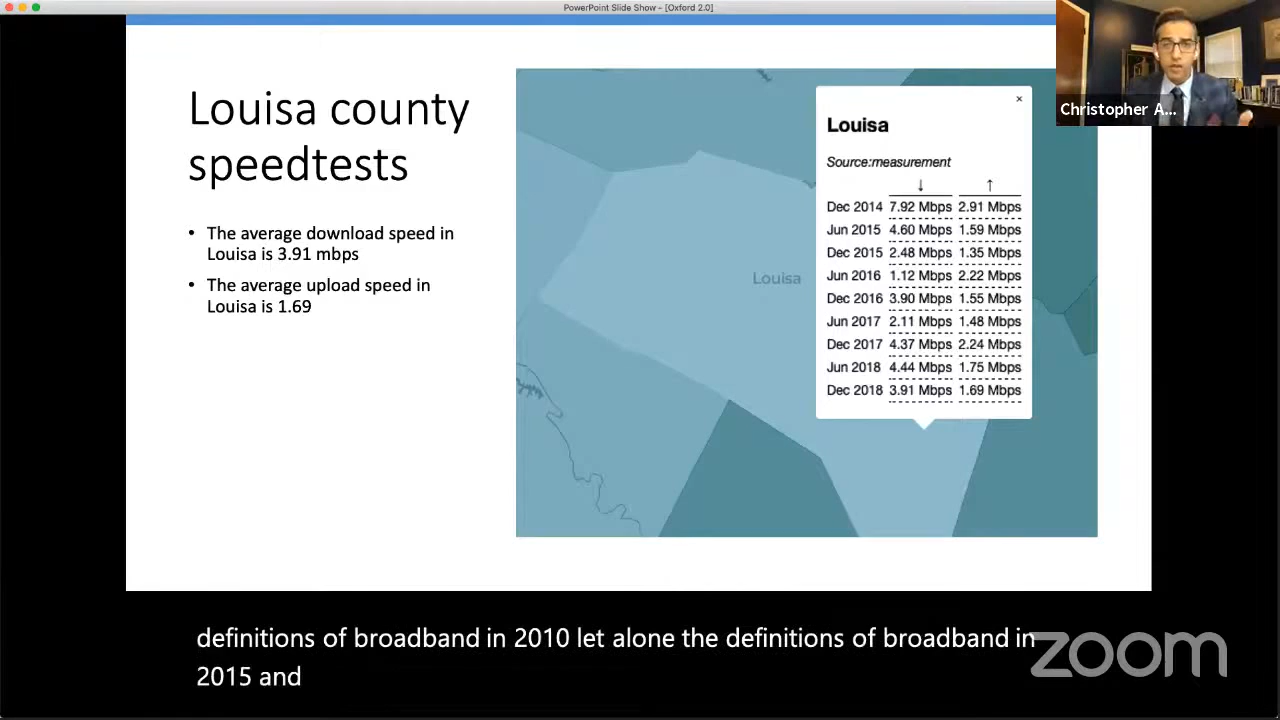 PowerPoint Slide Show - [Oxford 2.0]
Louisa county
speedtests
• The average download speed in
Louisa is 3.91 mbps
• The average upload speed in
Louisa is 1.69
Louisa
×
Louisa
Source:measurement
↓ ↑
Dec 2014 7.92 Mbps 2.91 Mbps
Jun 2015 4.60 Mbps 1.59 Mbps
Dec 2015 2.48 Mbps 1.35 Mbps
Jun 2016 1.12 Mbps 2.22 Mbps
Dec 2016 3.90 Mbps 1.55 Mbps
Jun 2017 2.11 Mbps 1.48 Mbps
Dec 2017 4.37 Mbps 2.24 Mbps
Jun 2018 4.44 Mbps 1.75 Mbps
Dec 2018 3.91 Mbps 1.69 Mbps
Christopher A...
definitions of broadband in 2010 let alone the definitions of broadband in
2015 and
zoom